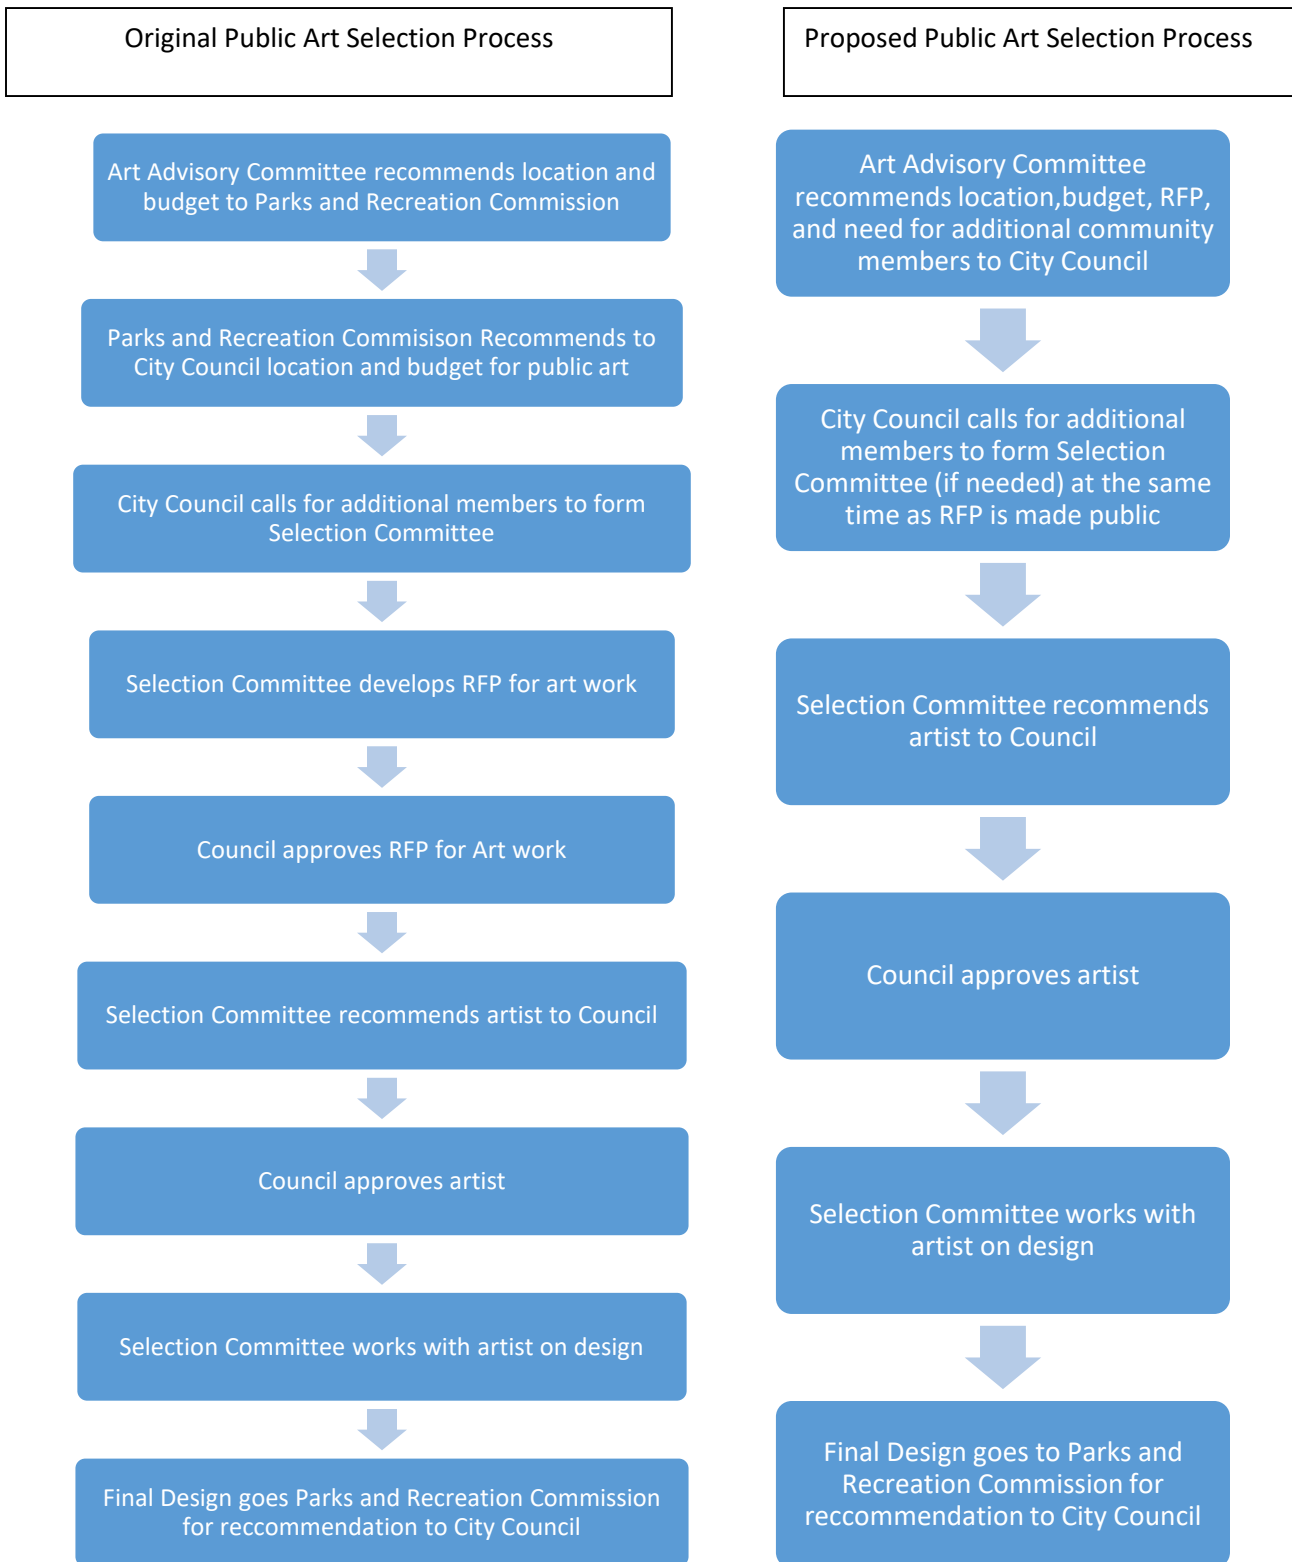 Original Public Art Selection Process
Art Advisory Committee recommends location and
budget to Parks and Recreation Commission
Parks and Recreation Commisison Recommends to
City Council location and budget for public art
City Council calls for additional members to form
Selection Committee
Selection Committee develops RFP for art work
Council approves RFP for Art work
Selection Committee recommends artist to Council
Council approves artist
Selection Committee works with artist on design
Final Design goes Parks and Recreation Commission
for reccommendation to City Council
Proposed Public Art Selection Process
Art Advisory Committee
recommends location,budget, RFP,
and need for additional community
members to City Council
City Council calls for additional
members to form Selection
Committee (if needed) at the same
time as RFP is made public
Selection Committee recommends
artist to Council
Council approves artist
Selection Committee works with
artist on design
Final Design goes to Parks and
Recreation Commission for
reccommendation to City Council